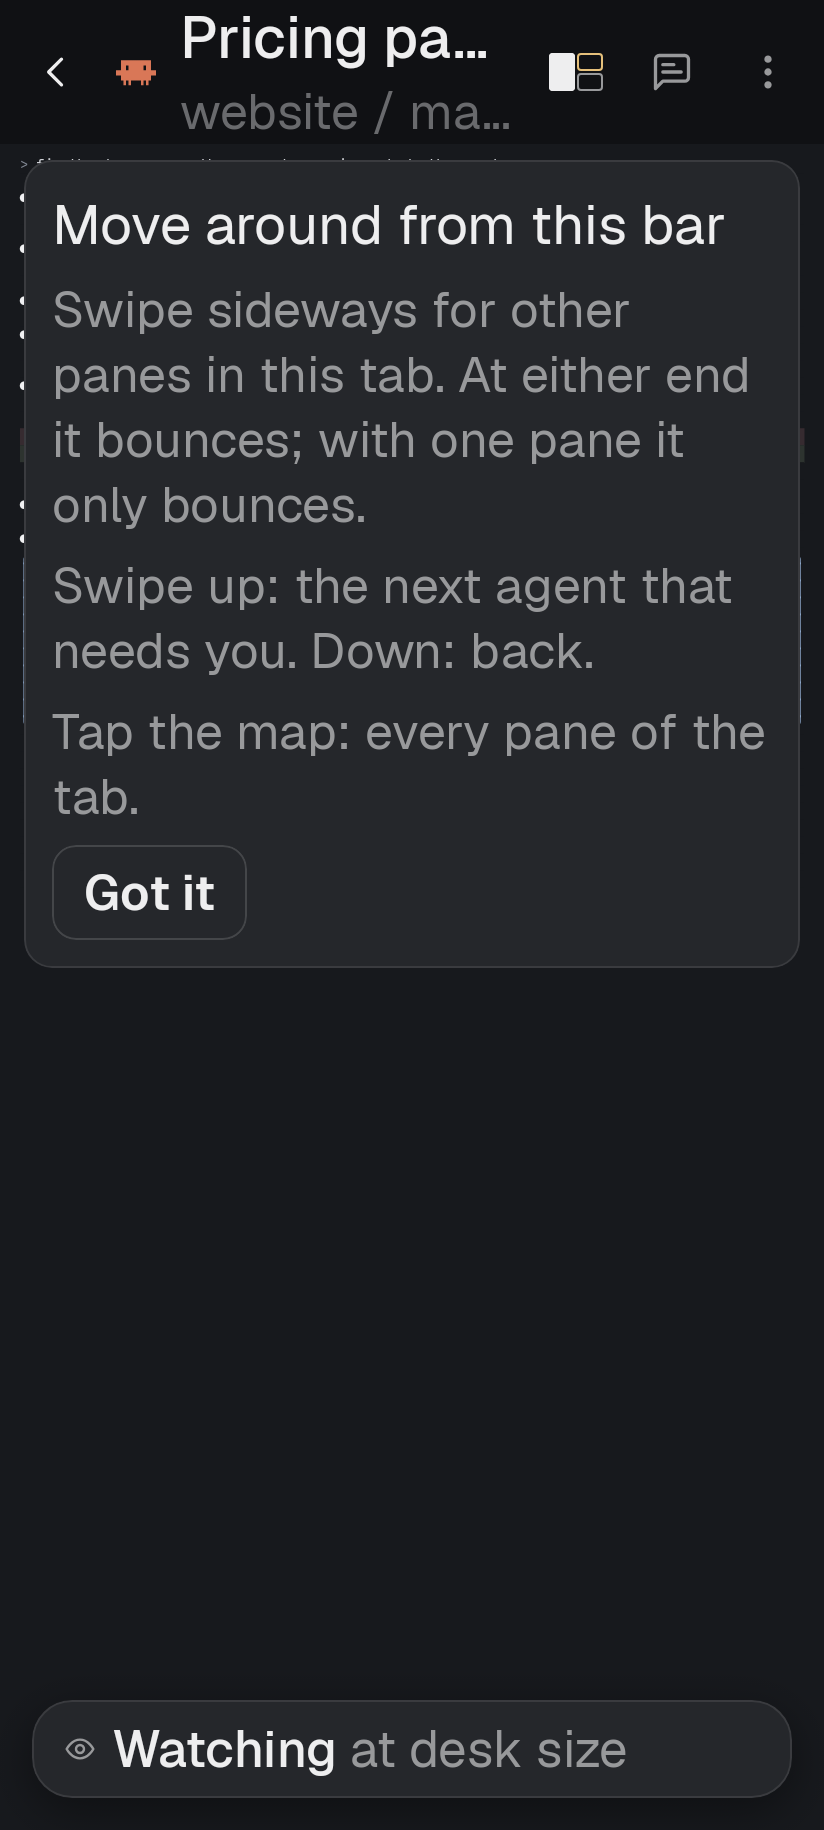 Pricing pa...
website / ma...
Move around from this bar
Swipe sideways for other
panes in this tab. At either end
it bounces; with one pane it
only bounces.
Swipe up: the next agent that
needs you. Down: back.
Tap the map: every pane of the
tab.
Got it
Watching at desk size